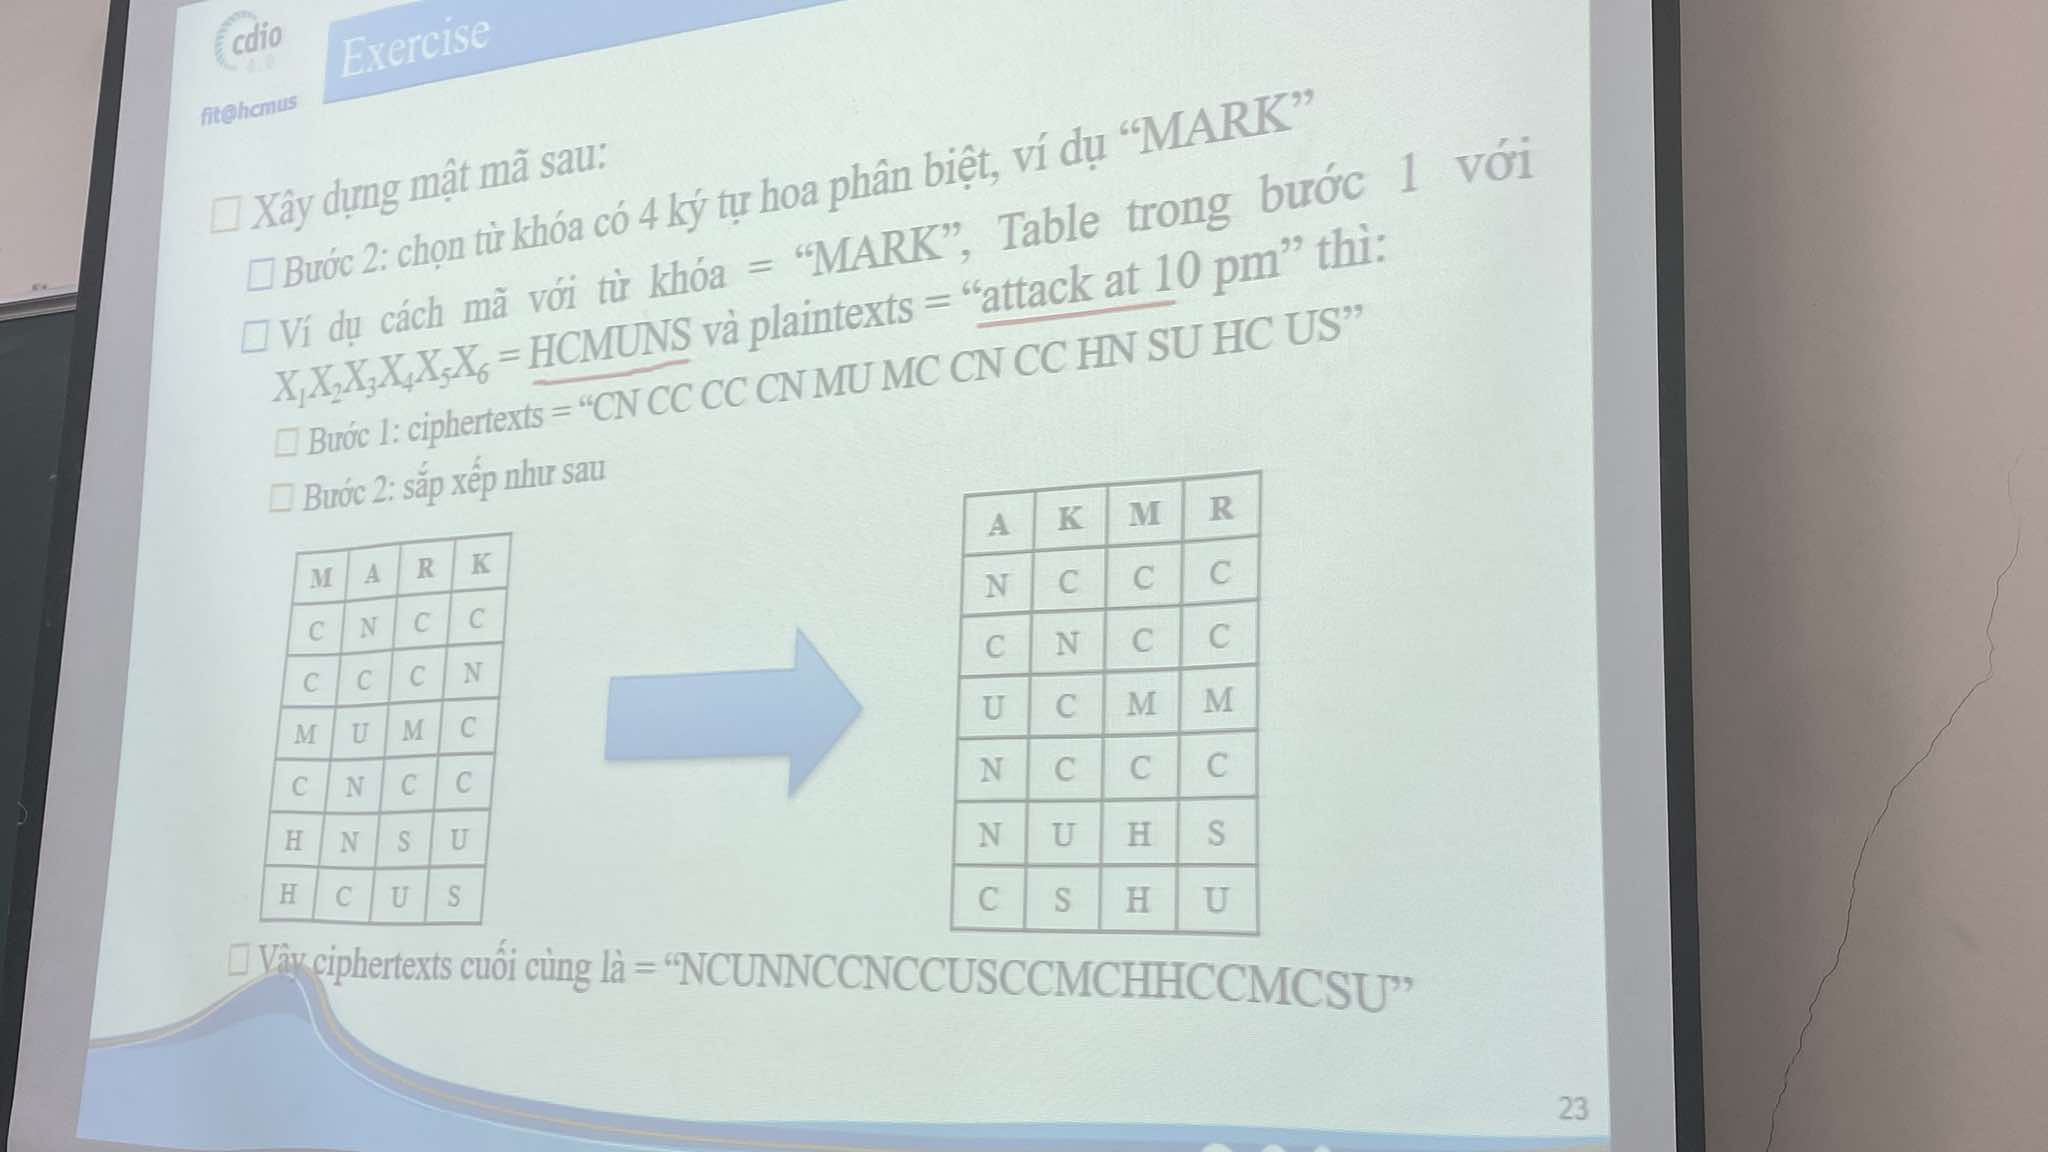 cdio
4.0
fit@hcmus
Exercise
Xây dựng mật mã sau:
Bước 2: chọn từ khóa có 4 ký tự hoa phân biệt, ví dụ “MARK”
Ví dụ cách mã với từ khóa = “MARK”, Table trong bước 1 với
X1X2X3X4X5X6 = HCMUNS và plaintexts = “attack at 10 pm” thì:
Bước 1: ciphertexts = “CN CC CC CN MU MC CN CC HN SU HC US”
Bước 2: sắp xếp như sau
M A R K
C N C C
C C C N
M U M C
C N C C
H N S U
H C U S
A K M R
N C C C
C N C C
U C M M
N C C C
N U H S
C S H U
Vậy ciphertexts cuối cùng là = “NCUNNCCNCCUSCCMCHHCCMCSU”
23